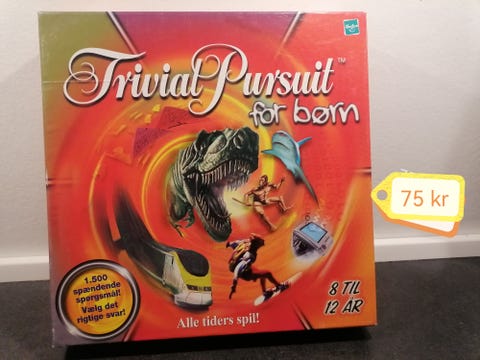 Trivial Pursuit™
for børn
75 kr
1.500
spændende
spørgsmål!
Vælg det
rigtige svar!
Alle tiders spil!
8 TIL
12 ÅR